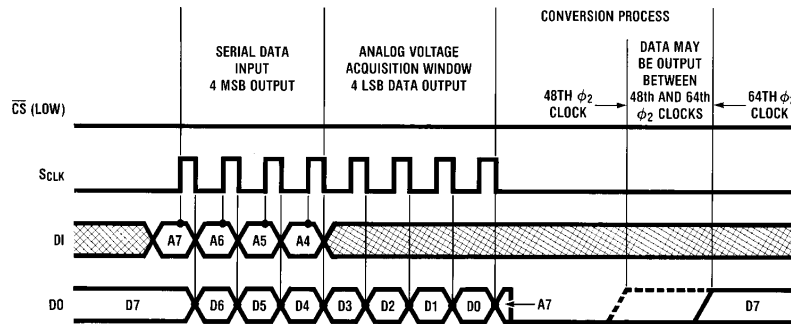 CONVERSION PROCESS
SERIAL DATA
INPUT
4 MSB OUTPUT
ANALOG VOLTAGE
ACQUISITION WINDOW
4 LSB DATA OUTPUT
48TH ϕ2
CLOCK
DATA MAY
BE OUTPUT
BETWEEN
48th AND 64th
ϕ2 CLOCKS
64TH ϕ2
CLOCK
CS (LOW)
SCLK
DI
A7 A6 A5 A4
DO
D7 D6 D5 D4 D3 D2 D1 D0 A7 D7